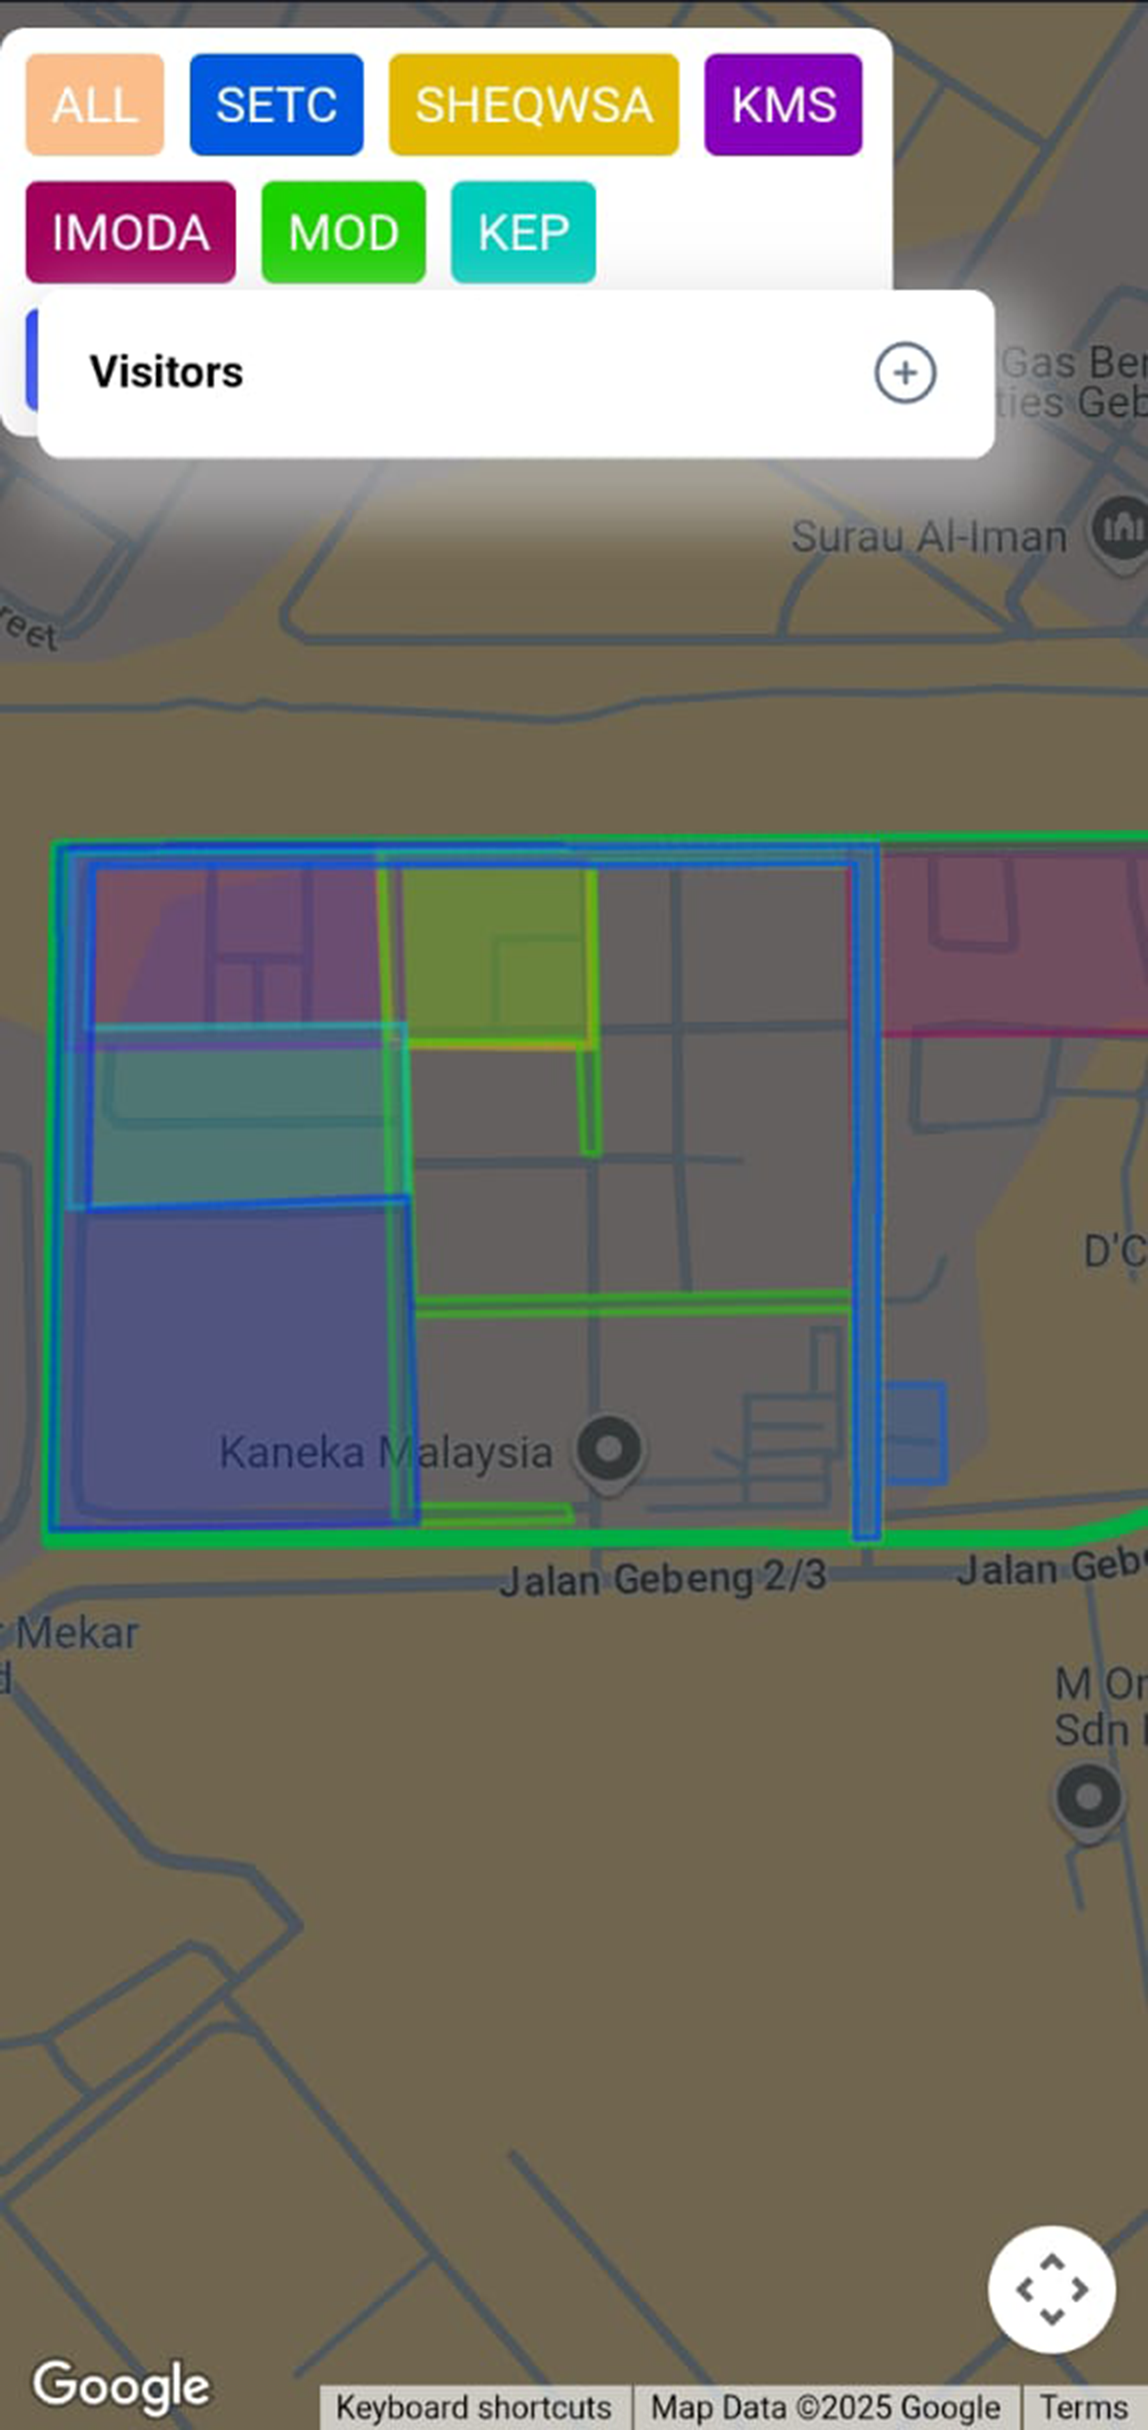 ALL SETC SHEQWSA KMS
IMODA MOD KEP
Visitors
Gas Ber
ties Geb
Surau Al-Iman
reet
D'C
Kaneka Malaysia
Jalan Gebeng 2/3
Jalan Gebe
Mekar
d
M Or
Sdn
Google
Keyboard shortcuts
Map Data ©2025 Google
Terms